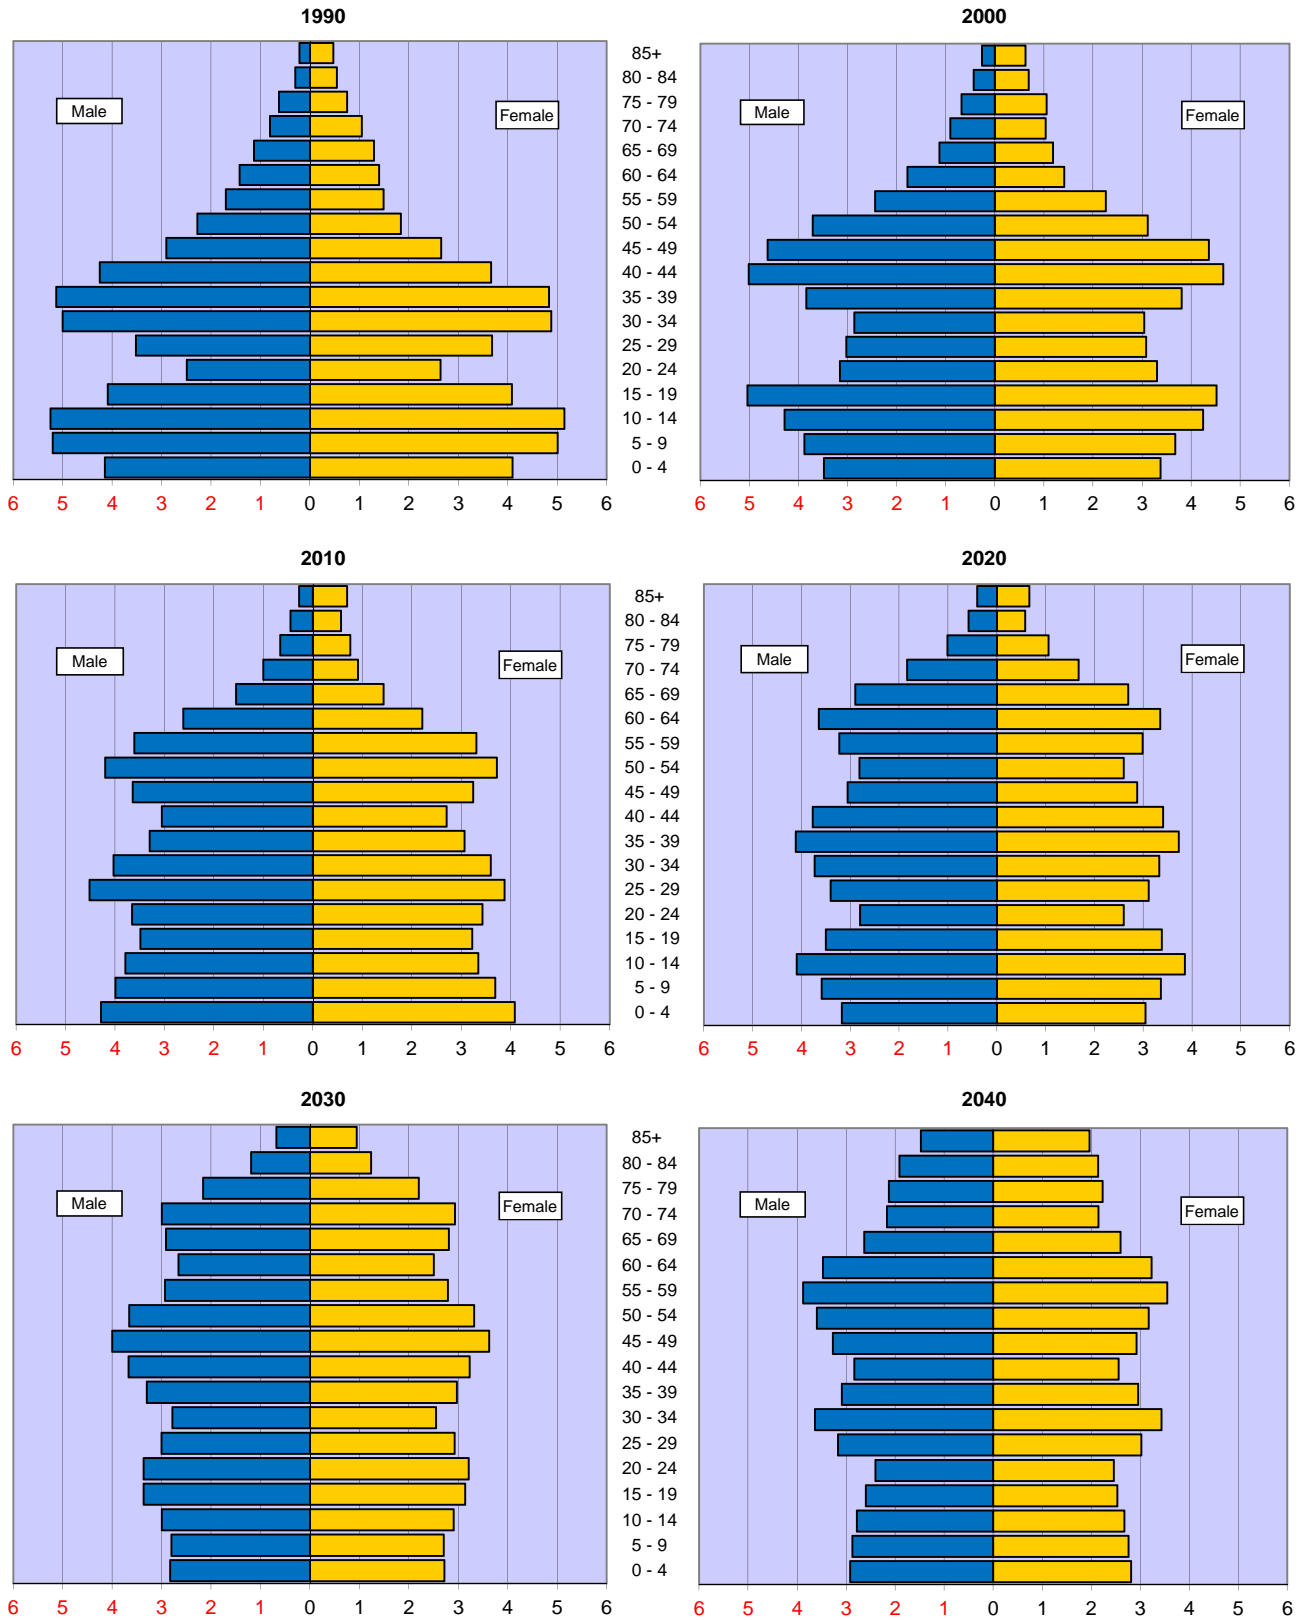 1990
2000
Male
Female
Male
Female
85+
80 - 84
75 - 79
70 - 74
65 - 69
60 - 64
55 - 59
50 - 54
45 - 49
40 - 44
35 - 39
30 - 34
25 - 29
20 - 24
15 - 19
10 - 14
5 - 9
0 - 4
6 5 4 3 2 1 0 1 2 3 4 5 6
6 5 4 3 2 1 0 1 2 3 4 5 6
2010
2020
Male
Female
Male
Female
85+
80 - 84
75 - 79
70 - 74
65 - 69
60 - 64
55 - 59
50 - 54
45 - 49
40 - 44
35 - 39
30 - 34
25 - 29
20 - 24
15 - 19
10 - 14
5 - 9
0 - 4
6 5 4 3 2 1 0 1 2 3 4 5 6
6 5 4 3 2 1 0 1 2 3 4 5 6
2030
2040
Male
Female
Male
Female
85+
80 - 84
75 - 79
70 - 74
65 - 69
60 - 64
55 - 59
50 - 54
45 - 49
40 - 44
35 - 39
30 - 34
25 - 29
20 - 24
15 - 19
10 - 14
5 - 9
0 - 4
6 5 4 3 2 1 0 1 2 3 4 5 6
6 5 4 3 2 1 0 1 2 3 4 5 6